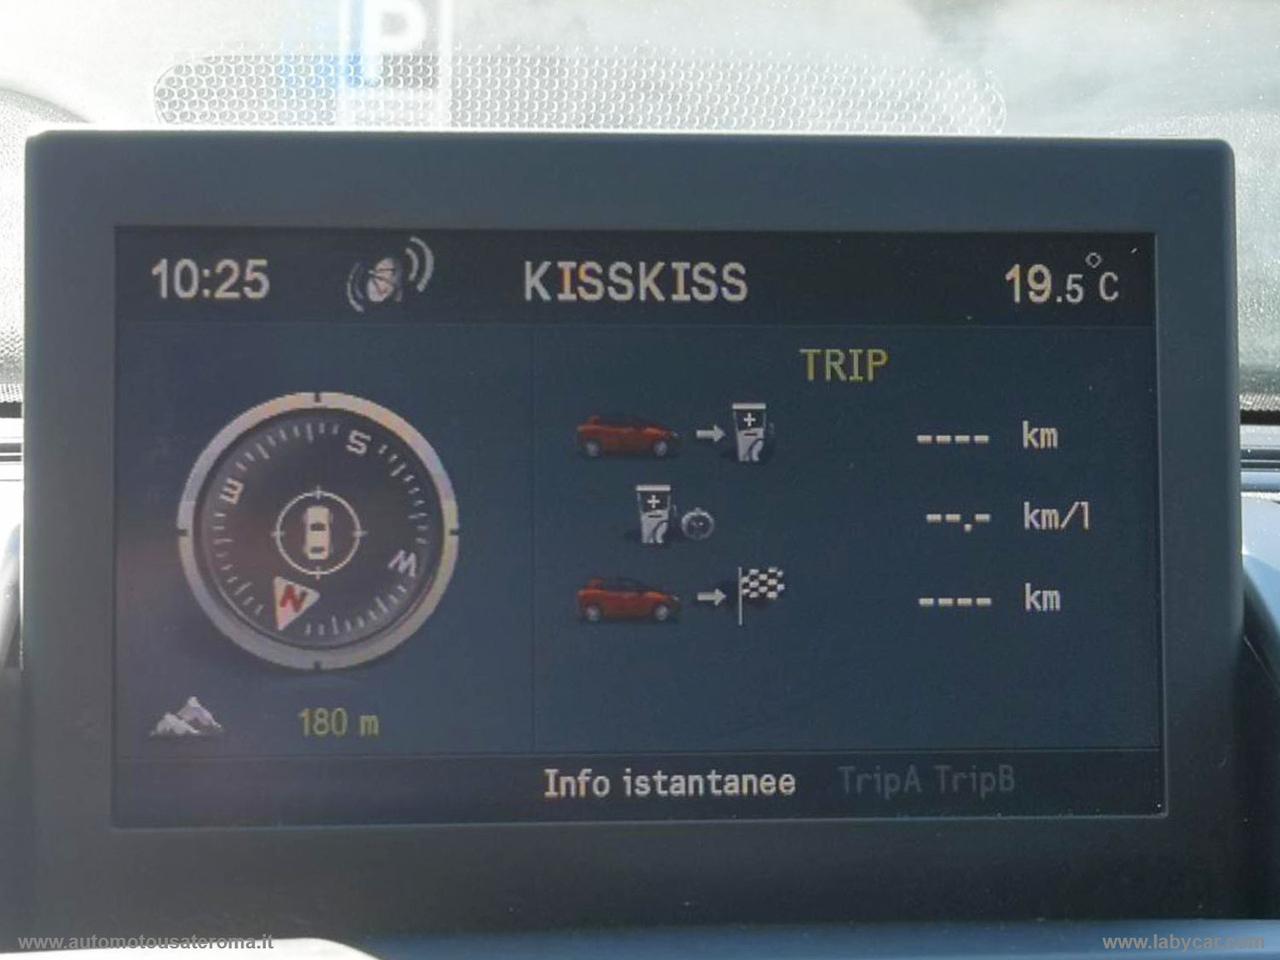 P
10:25 KISSKISS 19.5°C
TRIP
S
E
W
N
---- km
--.- km/l
---- km
180 m
Info istantanee TripA TripB
www.automotousateroma.it
www.labycar.com